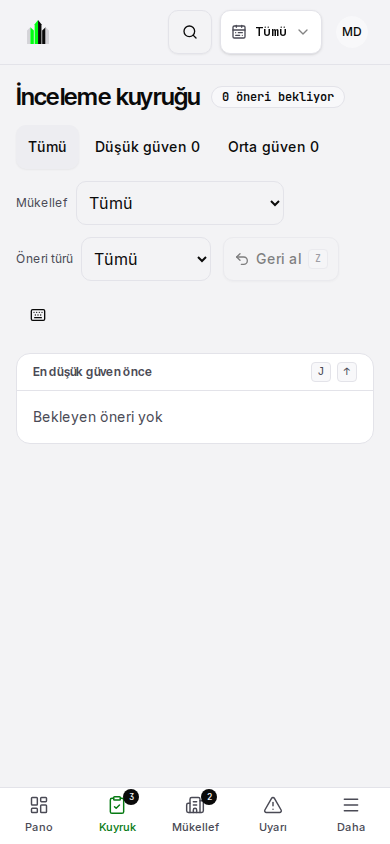 Tümü
MD
İnceleme kuyruğu
0 öneri bekliyor
Tümü
Düşük güven 0
Orta güven 0
Mükellef
Tümü
Öneri türü
Tümü
Geri al
Z
En düşük güven önce
J
↑
Bekleyen öneri yok
3
2
Pano
Kuyruk
Mükellef
Uyarı
Daha